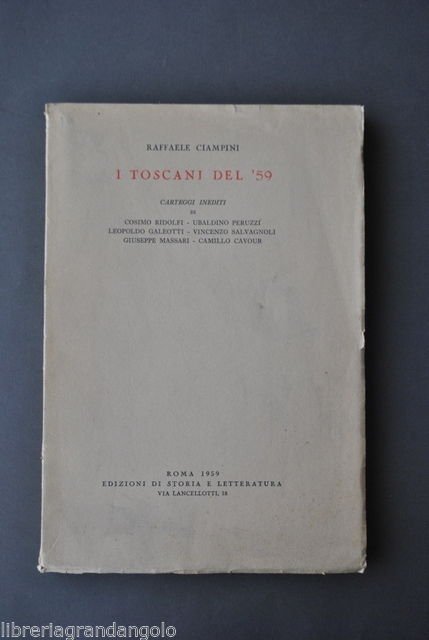 RAFFAELE CIAMPINI
I TOSCANI DEL '59
CARTEGGI INEDITI
DI
COSIMO RIDOLFI - UBALDINO PERUZZI
LEOPOLDO GALEOTTI - VINCENZO SALVAGNOLI
GIUSEPPE MASSARI - CAMILLO CAVOUR
ROMA 1959
EDIZIONI DI STORIA E LETTERATURA
VIA LANCELLOTTI, 18
libreriagrandangolo